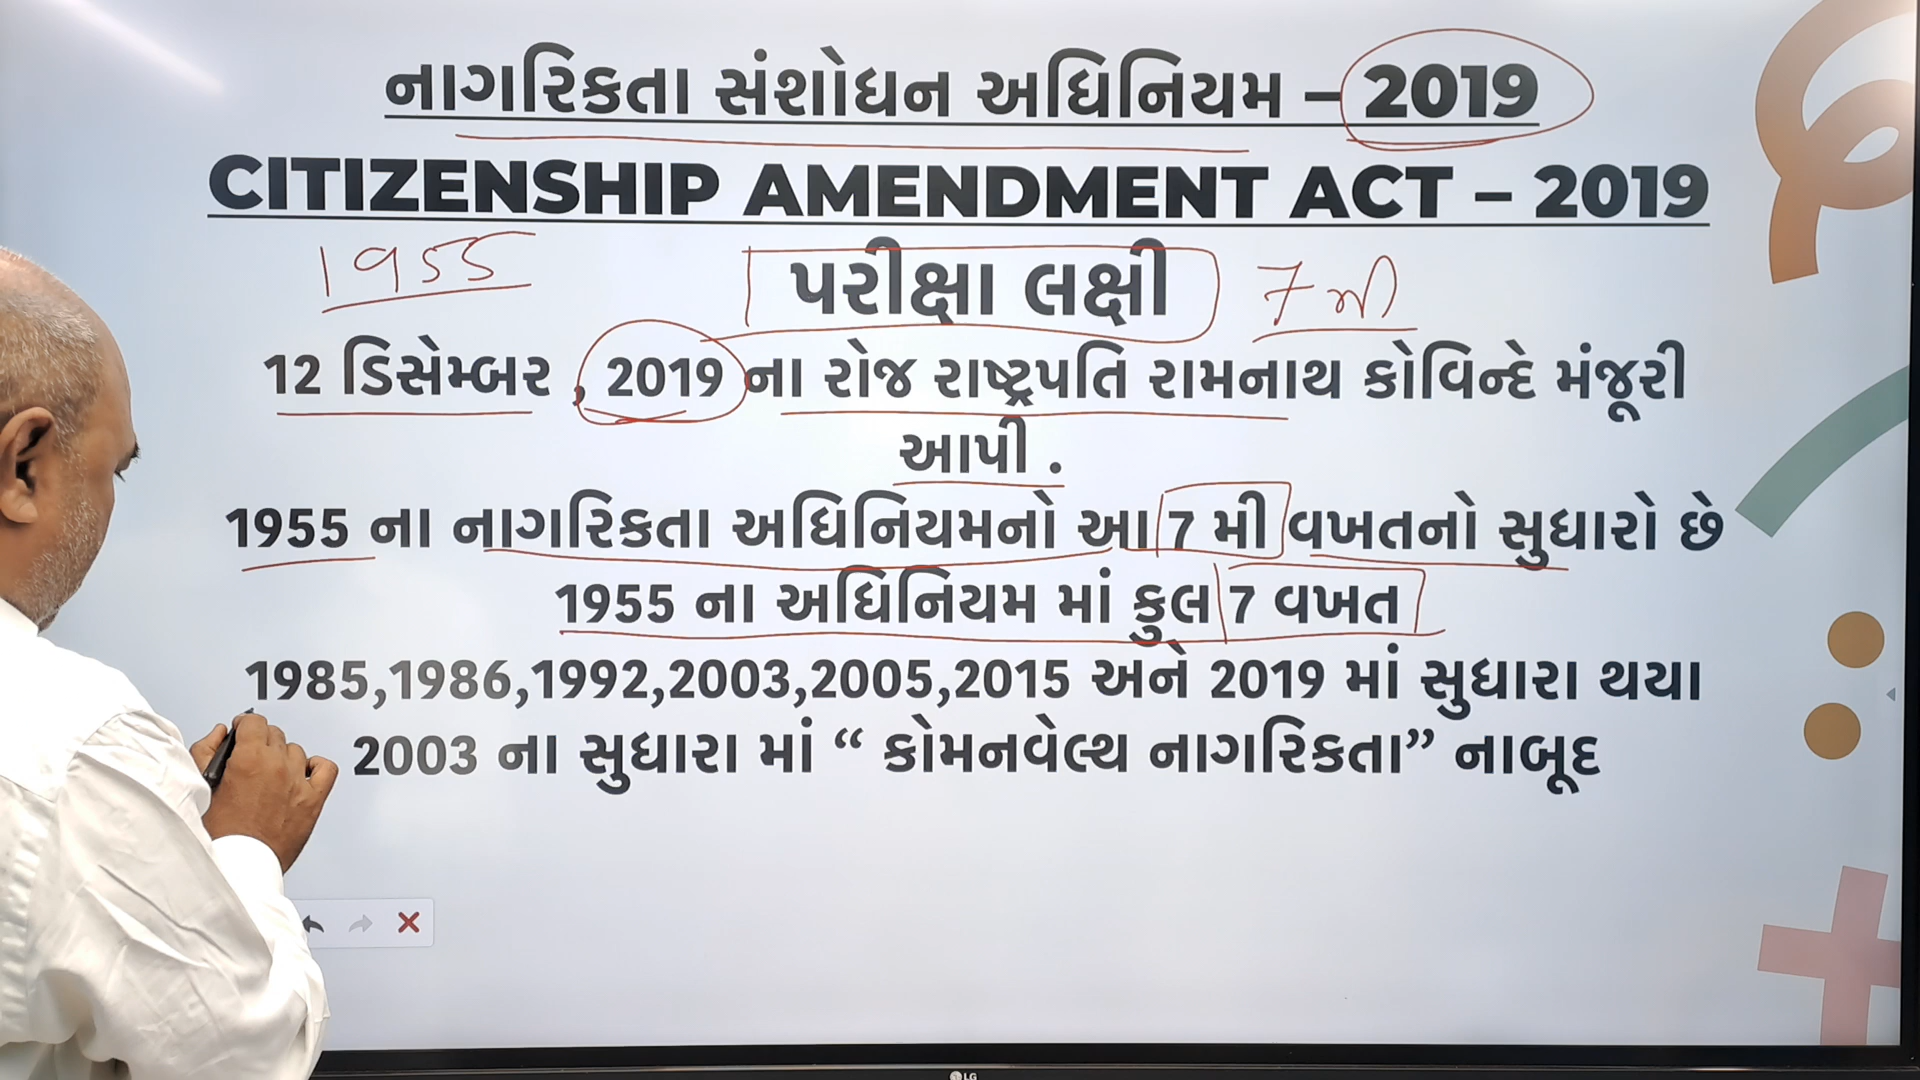 નાગરિકતા સંશોધન અધિનિયમ – 2019
CITIZENSHIP AMENDMENT ACT – 2019
1955
પરીક્ષા લક્ષી
7 મી
12 ડિસેમ્બર , 2019 ના રોજ રાષ્ટ્રપતિ રામનાથ કોવિન્દે મંજૂરી
આપી .
1955 ના નાગરિકતા અધિનિયમનો આ 7 મી વખતનો સુધારો છે
1955 ના અધિનિયમ માં કુલ 7 વખત
1985,1986,1992,2003,2005,2015 અને 2019 માં સુધારા થયા
2003 ના સુધારા માં “ કોમનવેલ્થ નાગરિકતા” નાબૂદ
LG